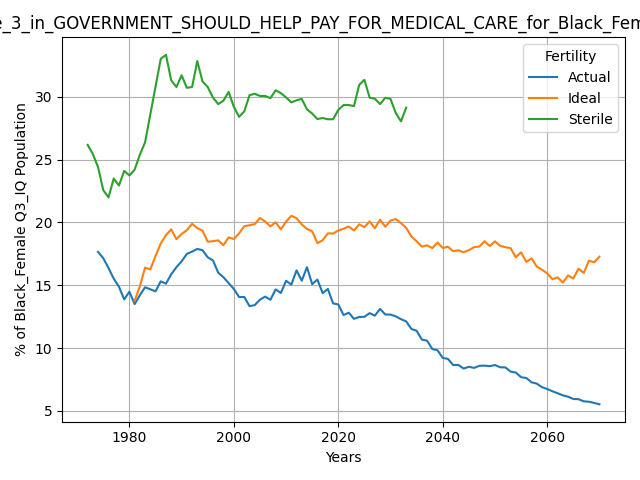 e_3_in_GOVERNMENT_SHOULD_HELP_PAY_FOR_MEDICAL_CARE_for_Black_Fem
Fertility
Actual
Ideal
Sterile
% of Black_Female Q3_IQ Population
30
25
20
15
10
5
1980
2000
2020
2040
2060
Years